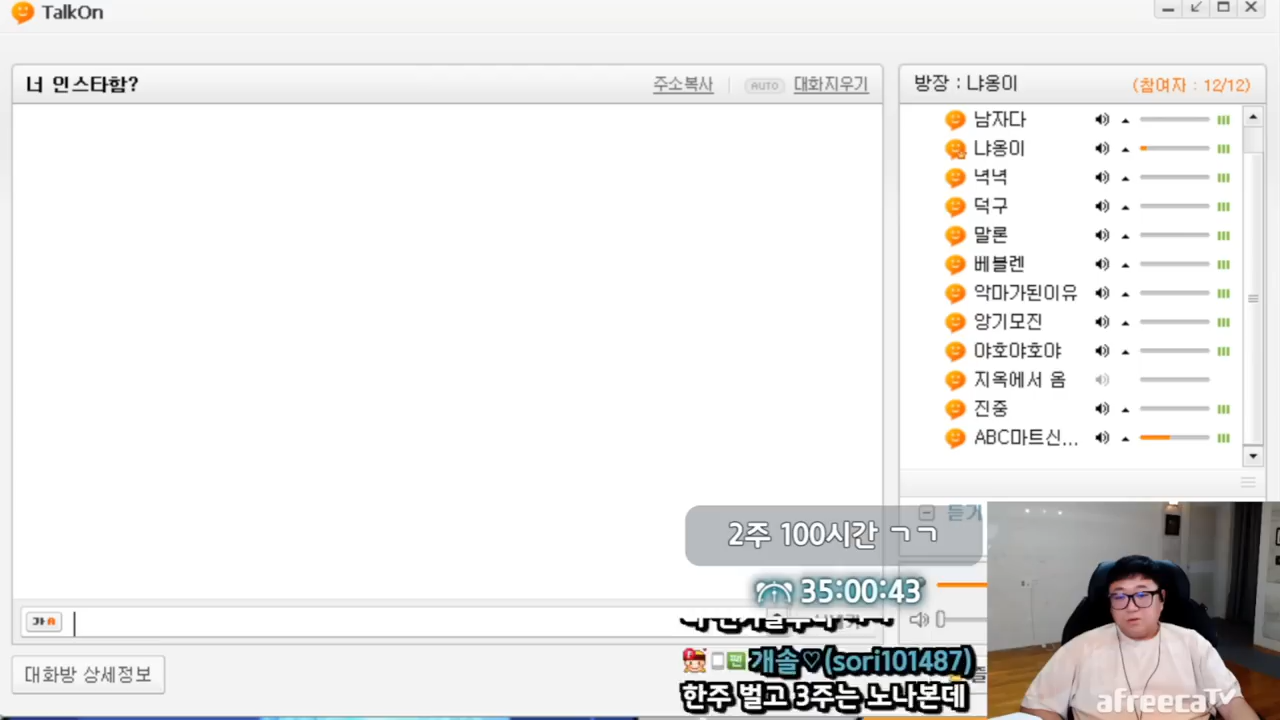 TalkOn
너 인스타함?
주소복사
AUTO
대화지우기
방장 : 냐옹이
(참여자 : 12/12)
남자다
냐옹이
녁녁
덕구
말론
베블렌
악마가된이유
앙기모진
야호야호야
지옥에서 옴
진중
ABC마트신...
듣기
2주 100시간 ㄱㄱ
35:00:43
가
개솔♡(sori101487)
한주 벌고 3주는 노나본데
대화방 상세정보
afreecaTV